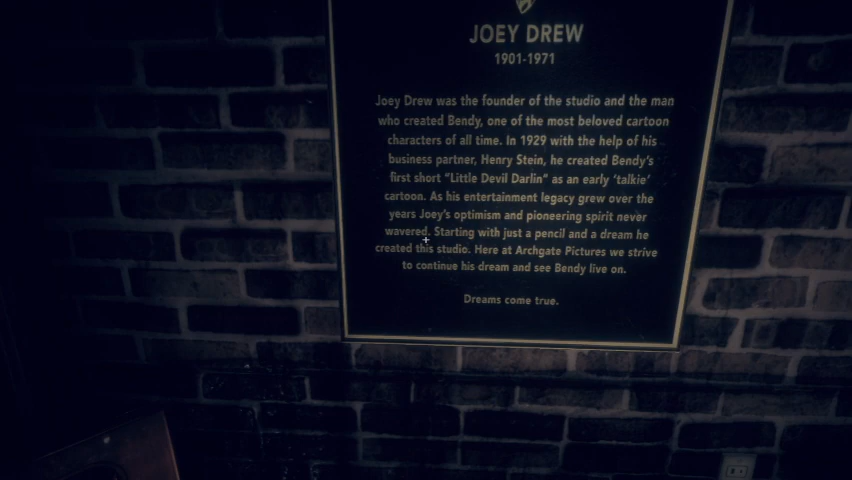 JOEY DREW
1901-1971
Joey Drew was the founder of the studio and the man
who created Bendy, one of the most beloved cartoon
characters of all time. In 1929 with the help of his
business partner, Henry Stein, he created Bendy's
first short "Little Devil Darlin" as an early 'talkie'
cartoon. As his entertainment legacy grew over the
years Joey's optimism and pioneering spirit never
wavered. Starting with just a pencil and a dream he
created this studio. Here at Archgate Pictures we strive
to continue his dream and see Bendy live on.
Dreams come true.